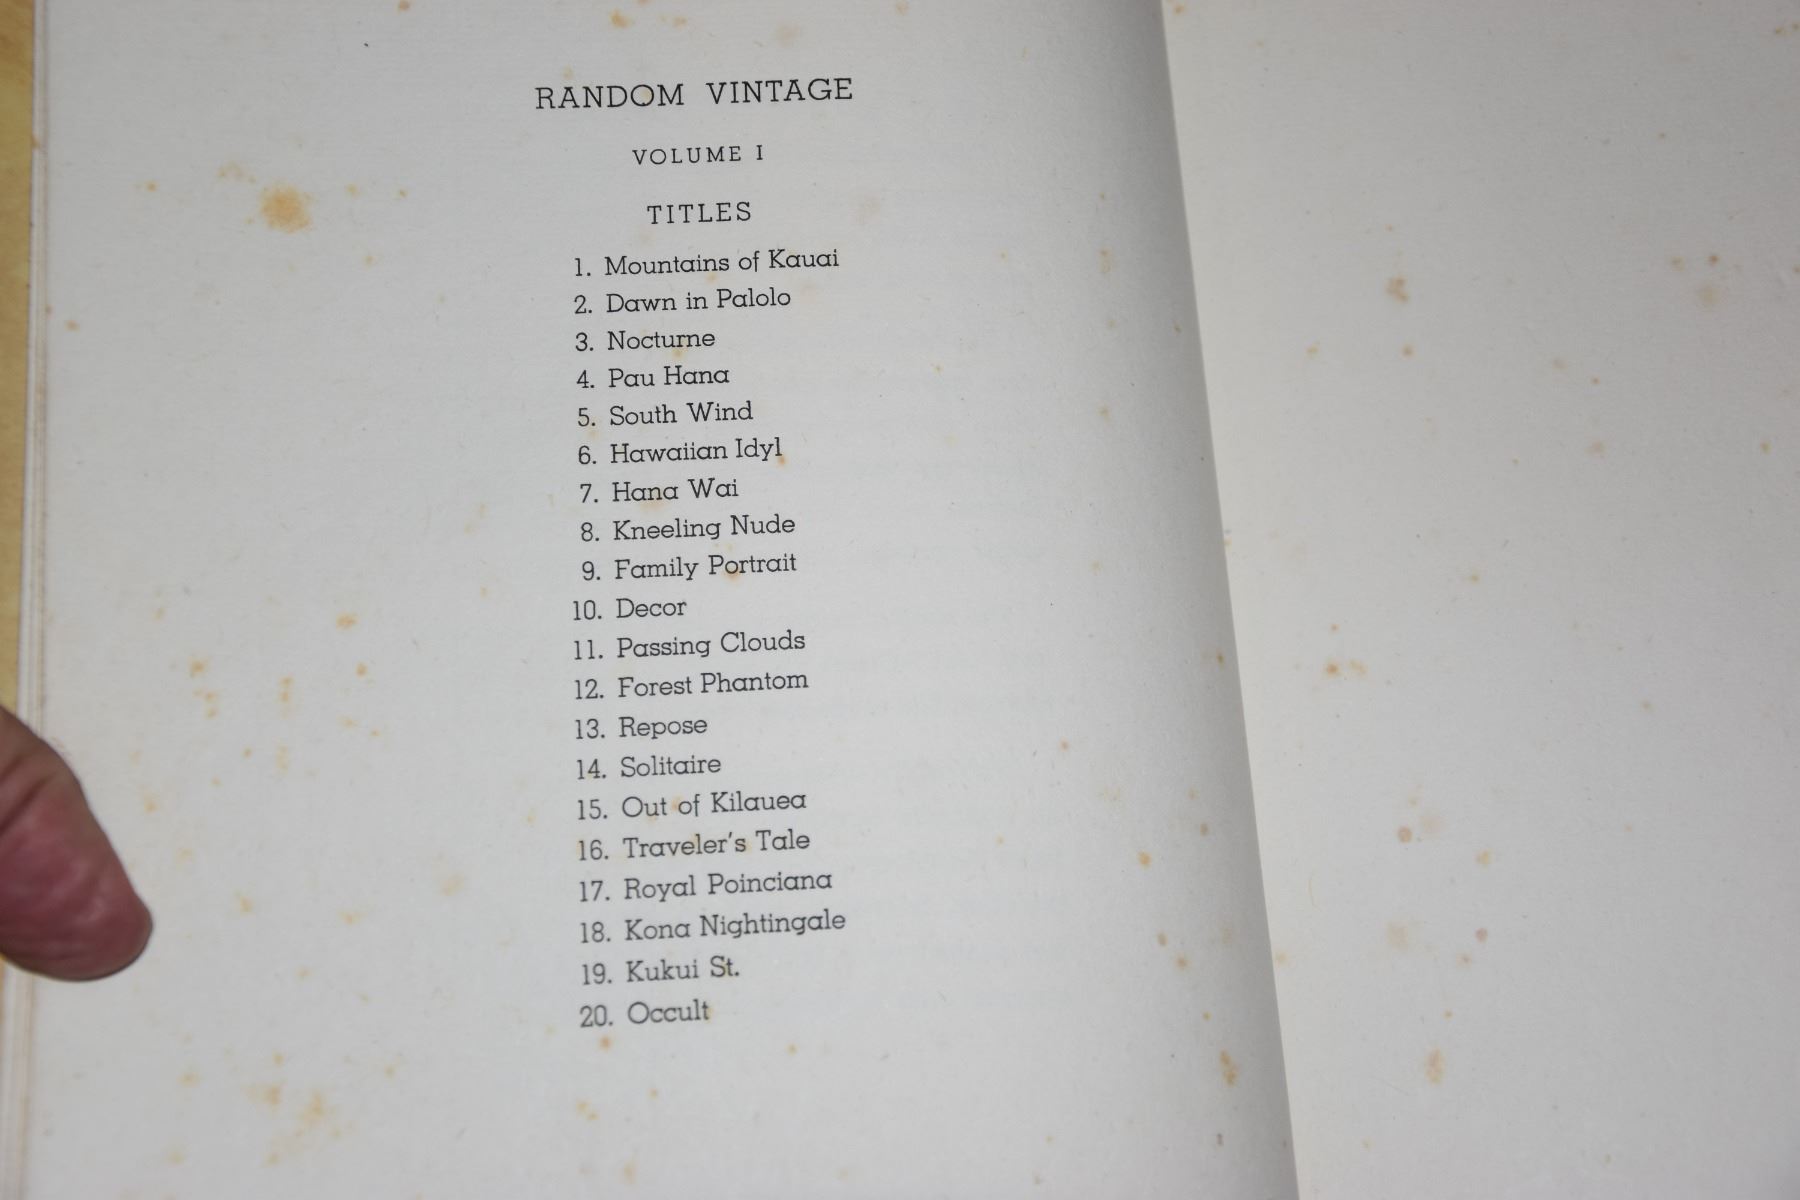 RANDOM VINTAGE
VOLUME I
TITLES
1. Mountains of Kauai
2. Dawn in Palolo
3. Nocturne
4. Pau Hana
5. South Wind
6. Hawaiian Idyl
7. Hana Wai
8. Kneeling Nude
9. Family Portrait
10. Decor
11. Passing Clouds
12. Forest Phantom
13. Repose
14. Solitaire
15. Out of Kilauea
16. Traveler's Tale
17. Royal Poinciana
18. Kona Nightingale
19. Kukui St.
20. Occult